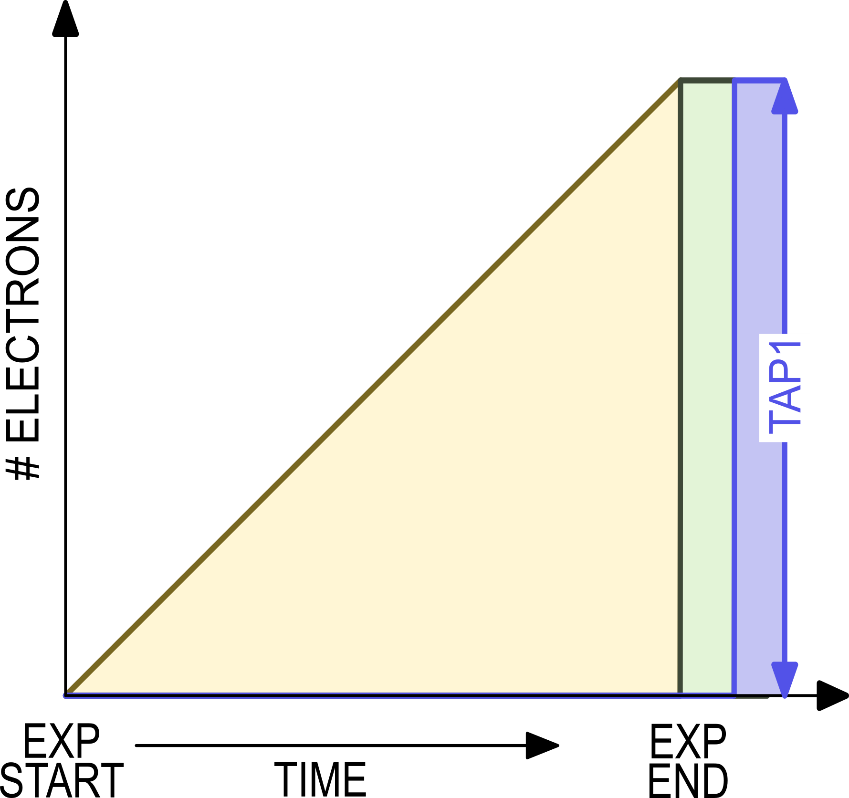 # ELECTRONS
TAP1
EXP
START
TIME
EXP
END